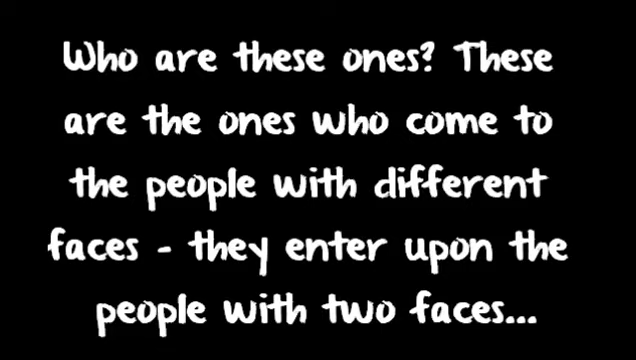 Who are these ones? These
are the ones who come to
the people with different
faces - they enter upon the
people with two faces...